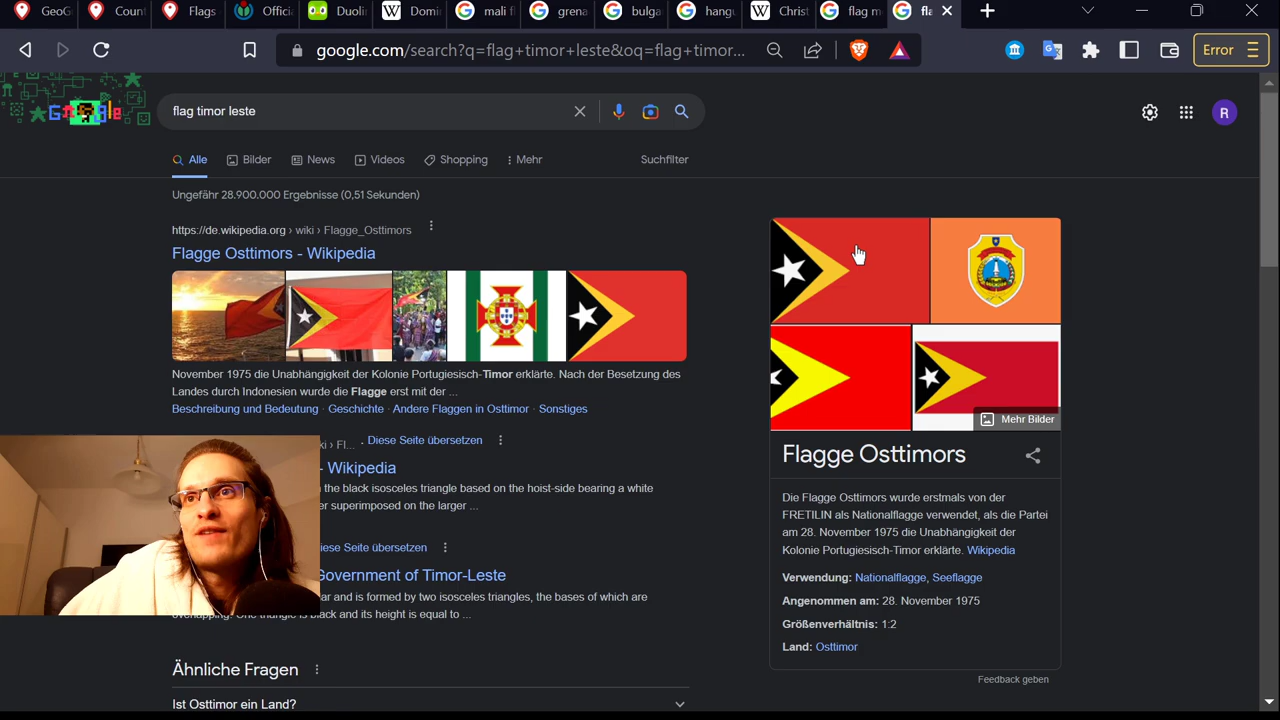 GeoG
Count
Flags
Offici
Duolin
Domi
mali f
grena
bulga
hangu
Christ
flag m
fla
google.com/search?q=flag+timor+leste&oq=flag+timor...
Error
flag timor leste
R
Alle
Bilder
News
Videos
Shopping
Mehr
Suchfilter
Ungefähr 28.900.000 Ergebnisse (0,51 Sekunden)
https://de.wikipedia.org › wiki › Flagge_Osttimors
Flagge Osttimors - Wikipedia
November 1975 die Unabhängigkeit der Kolonie Portugiesisch-Timor erklärte. Nach der Besetzung des
Landes durch Indonesien wurde die Flagge erst mit der ...
Beschreibung und Bedeutung · Geschichte · Andere Flaggen in Osttimor · Sonstiges
ki › Fl... · Diese Seite übersetzen
- Wikipedia
the black isosceles triangle based on the hoist-side bearing a white
er superimposed on the larger ...
Diese Seite übersetzen
Government of Timor-Leste
ar and is formed by two isosceles triangles, the bases of which are
overlapping. One triangle is black and its height is equal to ...
Ähnliche Fragen
Ist Osttimor ein Land?
Mehr Bilder
Flagge Osttimors
Die Flagge Osttimors wurde erstmals von der
FRETILIN als Nationalflagge verwendet, als die Partei
am 28. November 1975 die Unabhängigkeit der
Kolonie Portugiesisch-Timor erklärte. Wikipedia
Verwendung: Nationalflagge, Seeflagge
Angenommen am: 28. November 1975
Größenverhältnis: 1:2
Land: Osttimor
Feedback geben